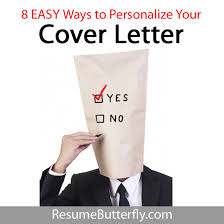 8 EASY Ways to Personalize Your
Cover Letter
YES
NO
ResumeButterfly.com